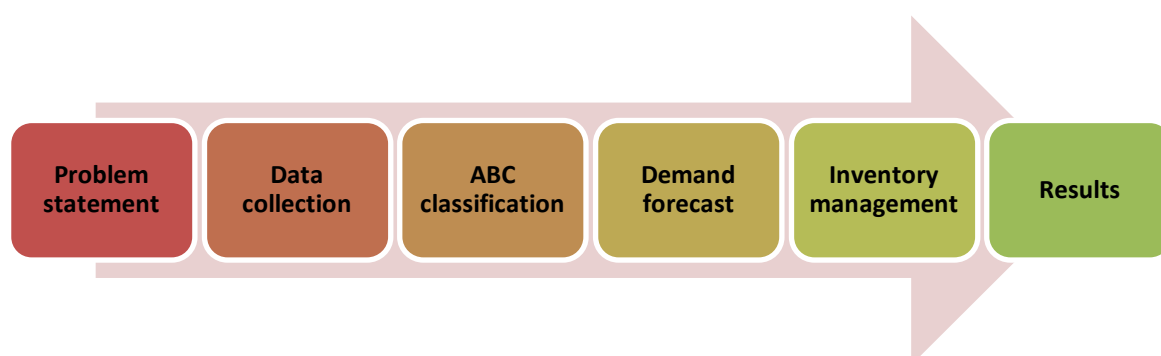 Problem
statement
Data
collection
ABC
classification
Demand
forecast
Inventory
management
Results